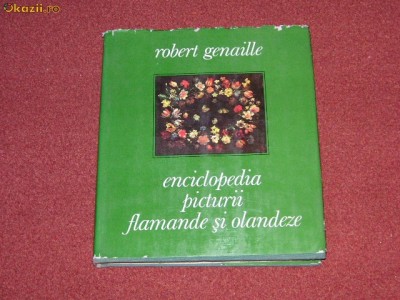 Okazii.ro
robert genaille
enciclopedia
picturii
flamande și olandeze